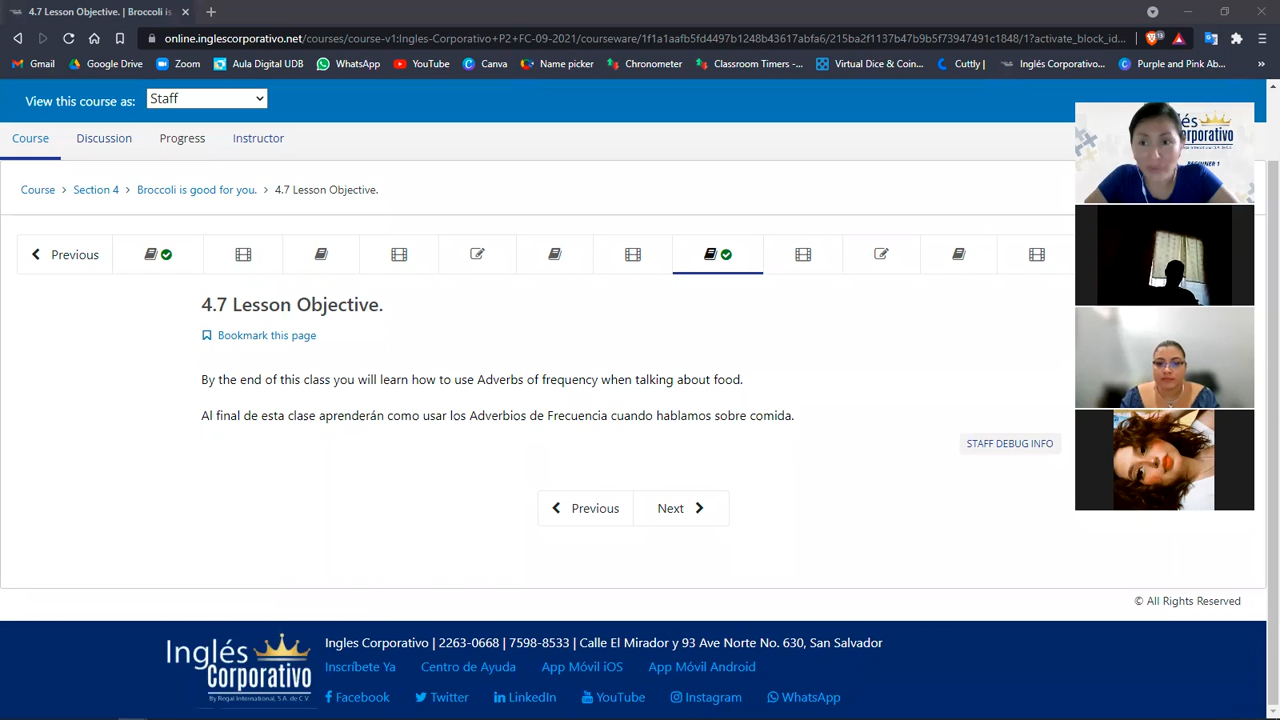 4.7 Lesson Objective. | Broccoli is
online.inglescorporativo.net/courses/course-v1:Ingles-Corporativo+P2+FC-09-2021/courseware/1f1a1aafb5fd4497b1248b43617abfa6/215ba2f1137b47b9b5f73947491c1848/1?activate_block_id...
Gmail Google Drive Zoom Aula Digital UDB WhatsApp YouTube Canva Name picker Chrometer Classroom Timers -... Virtual Dice & Coin... Cuttly | Inglés Corporativo... Purple and Pink Ab... »
View this course as: Staff
Course Discussion Progress Instructor
Course > Section 4 > Broccoli is good for you. > 4.7 Lesson Objective.
Previous
4.7 Lesson Objective.
Bookmark this page
By the end of this class you will learn how to use Adverbs of frequency when talking about food.
Al final de esta clase aprenderán como usar los Adverbios de Frecuencia cuando hablamos sobre comida.
STAFF DEBUG INFO
Previous Next
© All Rights Reserved
Inglés Corporativo
By Regal International, S.A. de C.V.
Ingles Corporativo | 2263-0668 | 7598-8533 | Calle El Mirador y 93 Ave Norte No. 630, San Salvador
Inscríbete Ya Centro de Ayuda App Móvil iOS App Móvil Android
Facebook Twitter LinkedIn YouTube Instagram WhatsApp